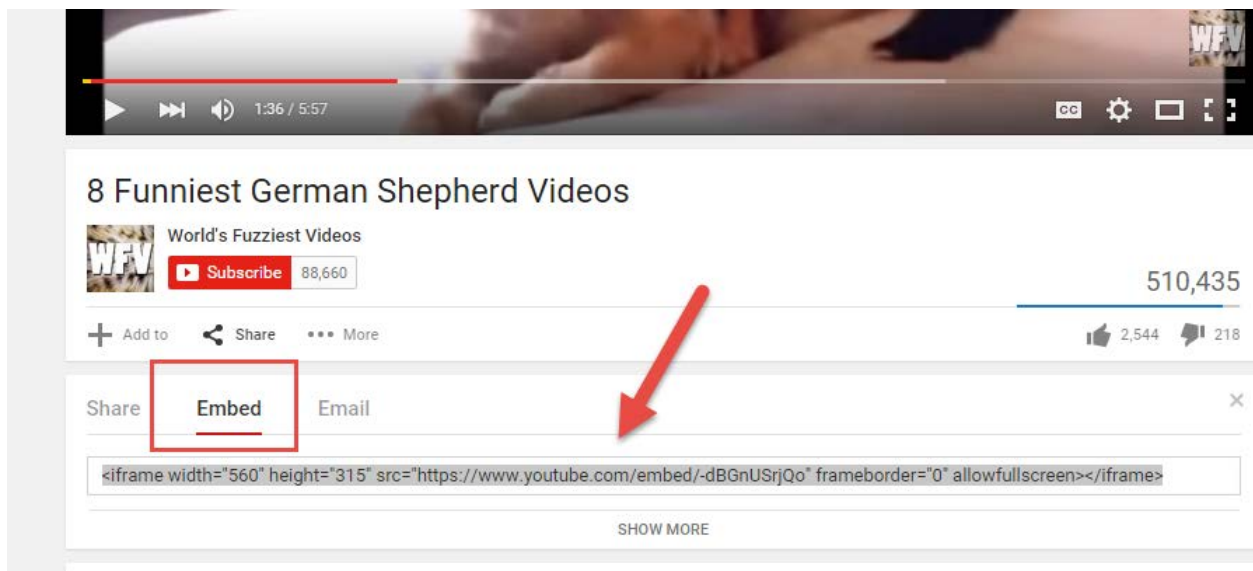 WFV
1:36 / 5:57
CC
8 Funniest German Shepherd Videos
WFV
World's Fuzziest Videos
Subscribe 88,660
510,435
Add to Share More
2,544 218
Share Embed Email
<iframe width="560" height="315" src="https://www.youtube.com/embed/-dBGnUSrjQo" frameborder="0" allowfullscreen></iframe>
SHOW MORE